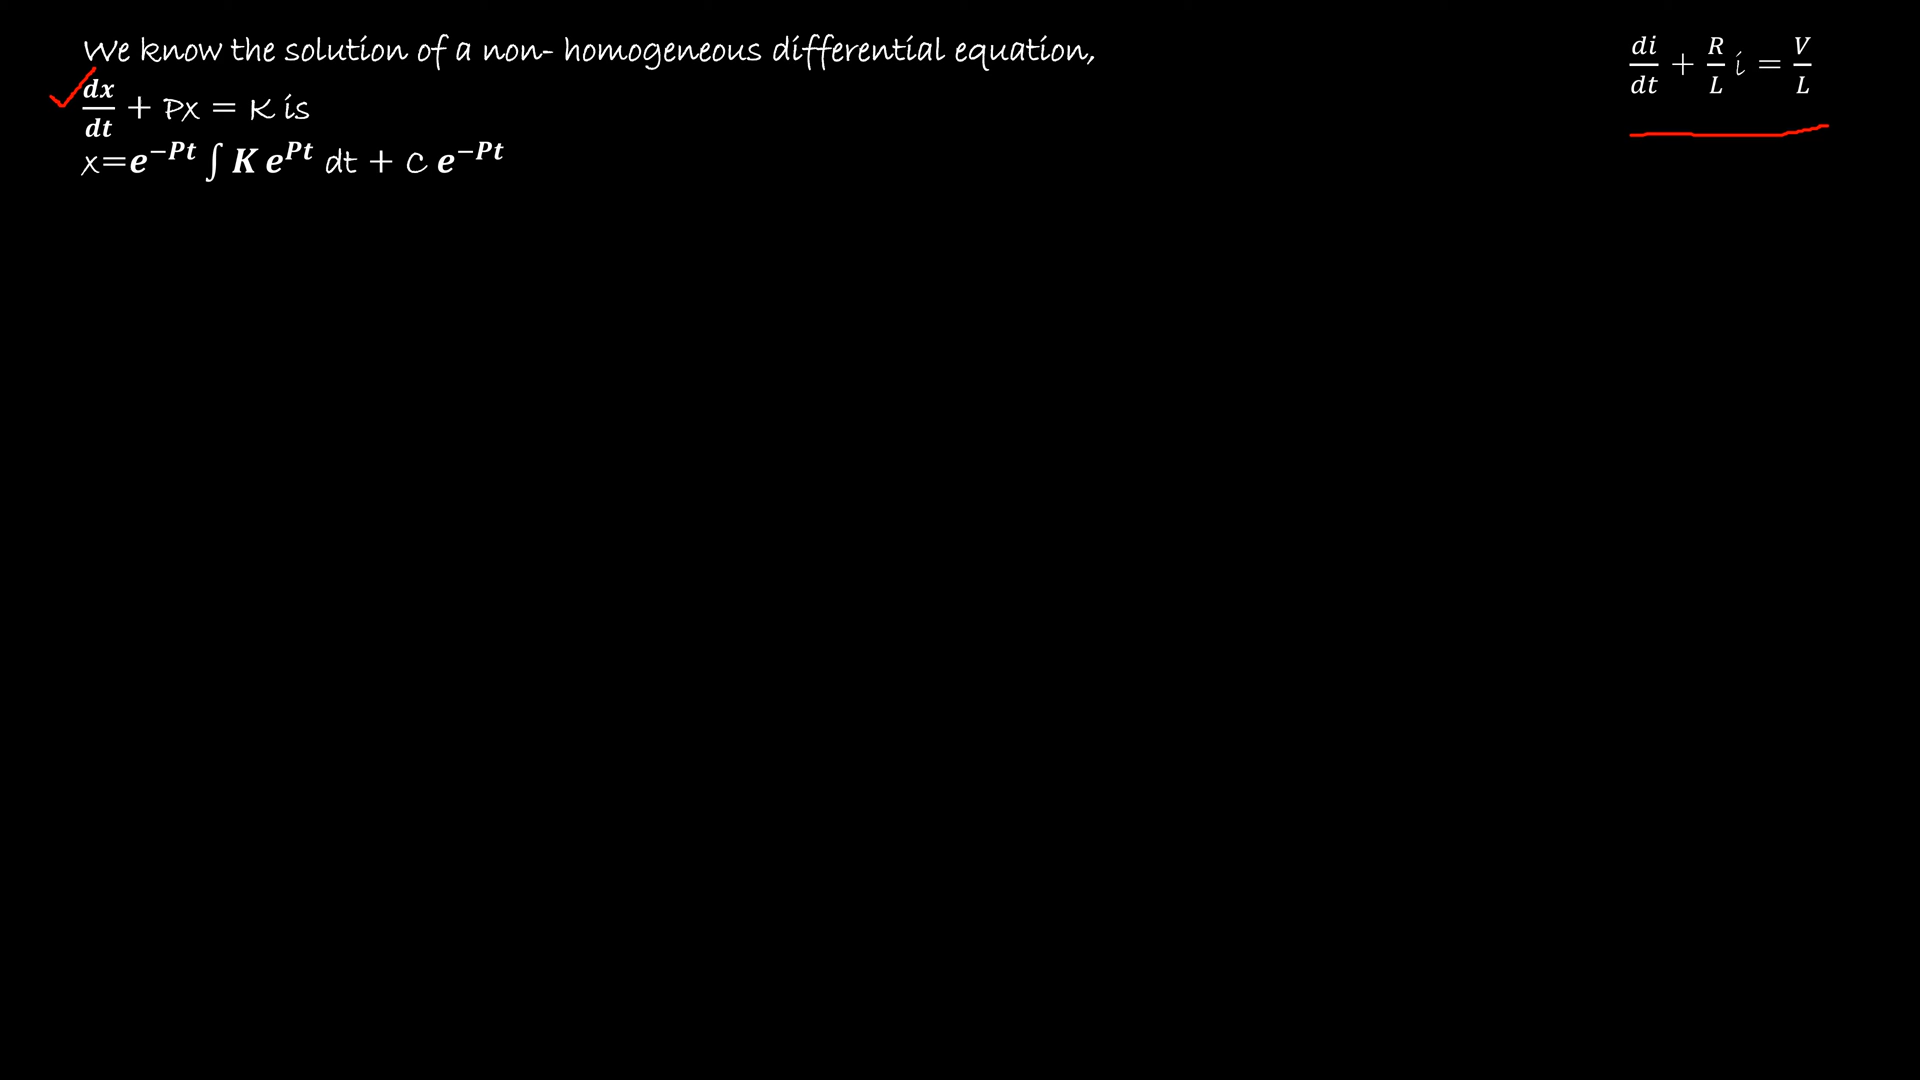 We know the solution of a non- homogeneous differential equation,
dx/dt + Px = K is
x=e^{-Pt} ∫ K e^{Pt} dt + C e^{-Pt}
di/dt + R/L i = V/L